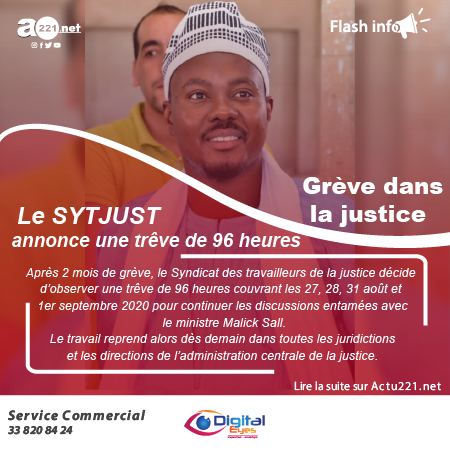 a 221.net
Flash info
Grève dans
la justice
Le SYTJUST
annonce une trêve de 96 heures
Après 2 mois de grève, le Syndicat des travailleurs de la justice décide
d'observer une trêve de 96 heures couvrant les 27, 28, 31 août et
1er septembre 2020 pour continuer les discussions entamées avec
le ministre Malick Sall.
Le travail reprend alors dès demain dans toutes les juridictions
et les directions de l'administration centrale de la justice.
Lire la suite sur Actu221.net
Service Commercial
33 820 84 24
Digital
Eyes